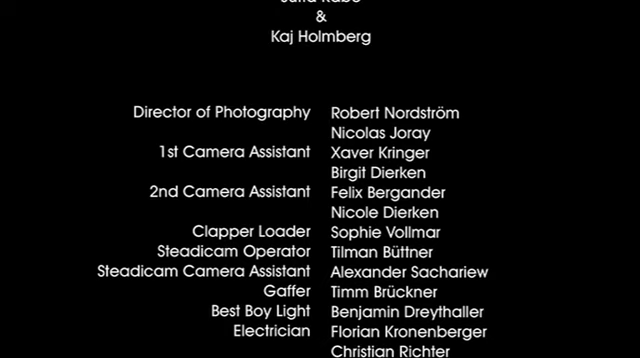 &
Kaj Holmberg
Director of Photography Robert Nordström
Nicolas Joray
1st Camera Assistant Xaver Kringer
Birgit Dierken
2nd Camera Assistant Felix Bergander
Nicole Dierken
Clapper Loader Sophie Vollmar
Steadicam Operator Tilman Büttner
Steadicam Camera Assistant Alexander Sachariew
Gaffer Timm Brückner
Best Boy Light Benjamin Dreythaller
Electrician Florian Kronenberger
Christian Richter